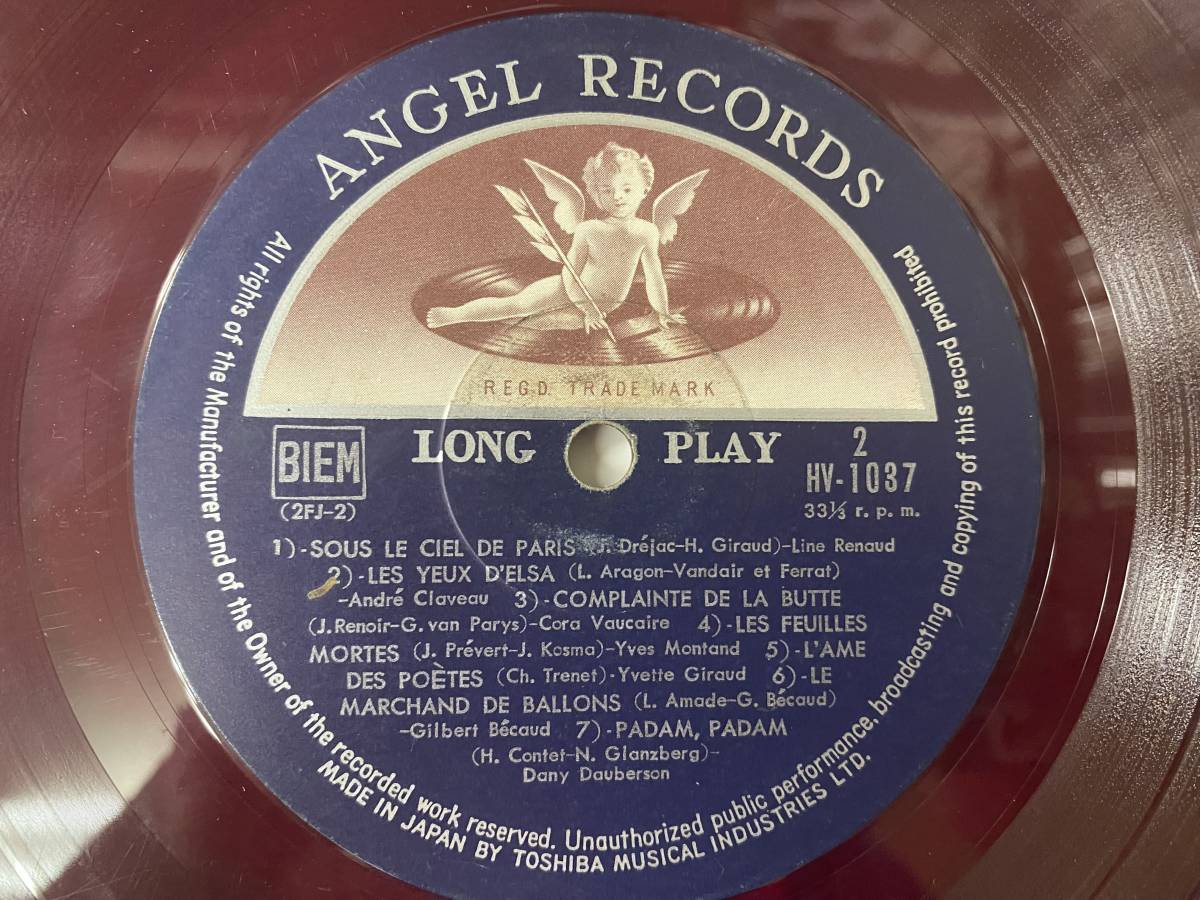 ANGEL RECORDS
REGD. TRADE MARK
BIEM
(2FJ-2)
LONG PLAY
2
HV-1037
33⅓ r. p. m.
1)-SOUS LE CIEL DE PARIS (J. Dréjac-H. Giraud)-Line Renaud
2)-LES YEUX D'ELSA (L. Aragon-Vandair et Ferrat)
-André Claveau 3)-COMPLAINTE DE LA BUTTE
(J.Renoir-G. van Parys)-Cora Vaucaire 4)-LES FEUILLES
MORTES (J. Prévert-J. Kosma)-Yves Montand 5)-L'AME
DES POÈTES (Ch. Trenet)-Yvette Giraud 6)-LE
MARCHAND DE BALLONS (L. Amade-G. Bécaud)
-Gilbert Bécaud 7)-PADAM, PADAM
(H. Contet-N. Glanzberg)-
Dany Dauberson
All rights of the Manufacturer and of the Owner of the recorded work reserved. Unauthorized public performance, broadcasting and copying of this record prohibited
MADE IN JAPAN BY TOSHIBA MUSICAL INDUSTRIES LTD.